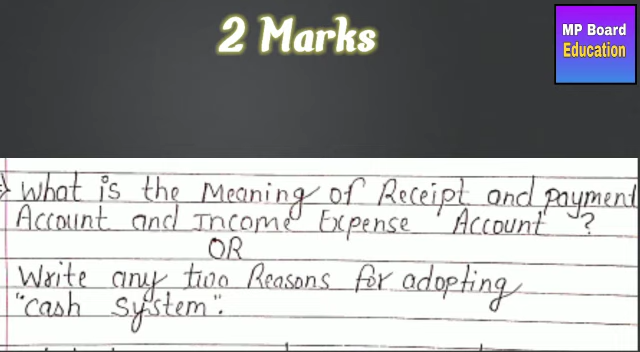 2 Marks
MP Board
Education
What is the Meaning of Receipt and payment
Account and Income Expense Account ?
OR
Write any two Reasons for adopting
"cash system".